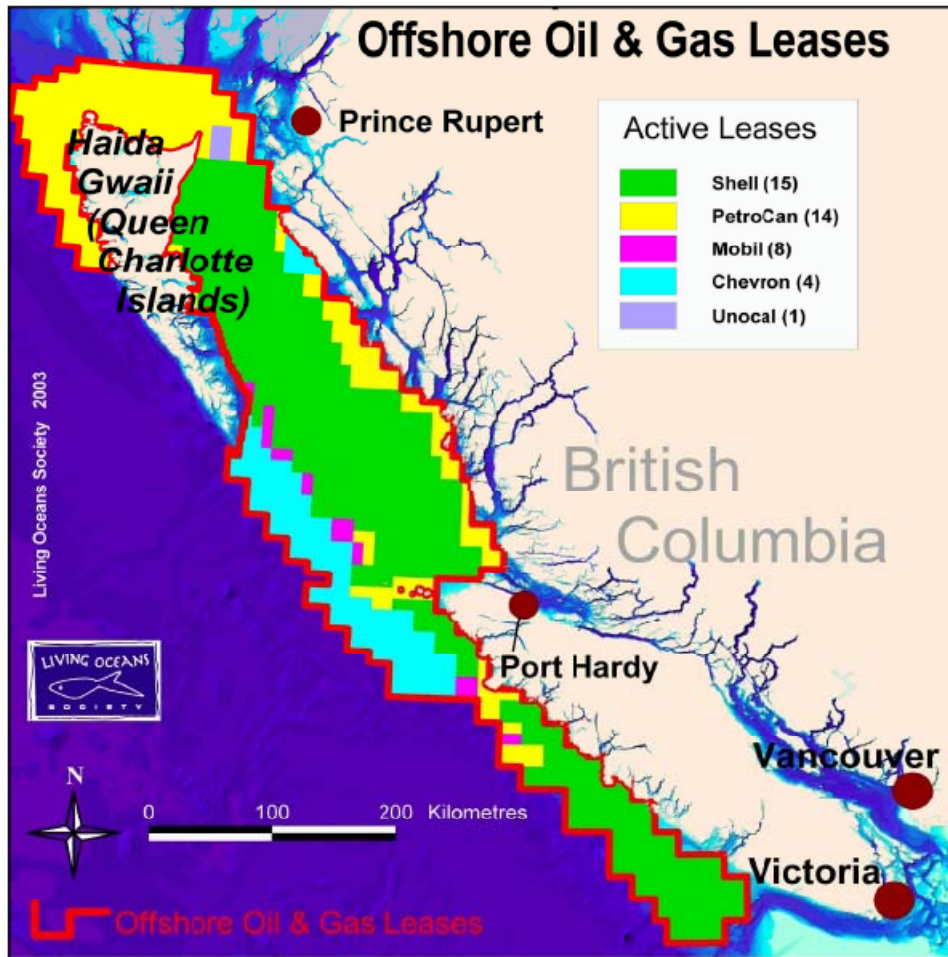 Offshore Oil & Gas Leases
Prince Rupert
Active Leases
Shell (15)
PetroCan (14)
Mobil (8)
Chevron (4)
Unocal (1)
Haida
Gwaii
(Queen
Charlotte
Islands)
British
Columbia
Living Oceans Society 2003
Port Hardy
LIVING OCEANS
SOCIETY
Vancouver
Victoria
N
0 100 200 Kilometres
Offshore Oil & Gas Leases